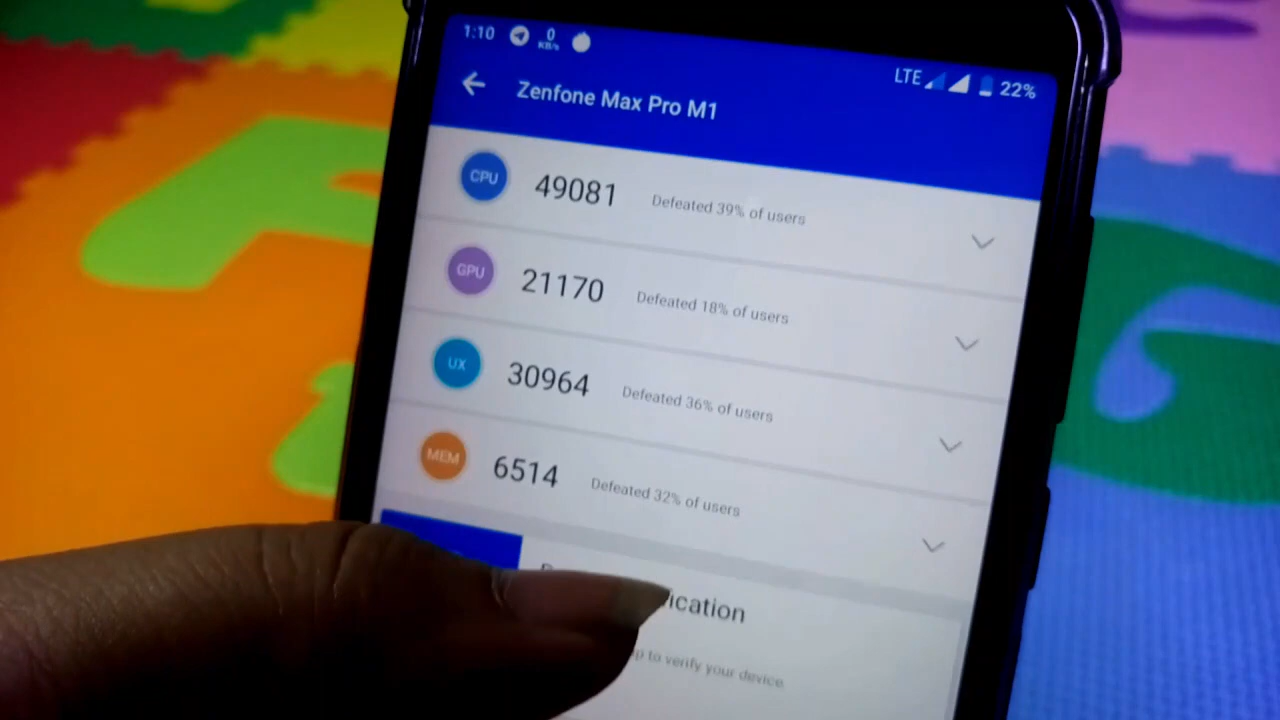 1:10 0 KB/s LTE 22%
Zenfone Max Pro M1
CPU 49081 Defeated 39% of users
GPU 21170 Defeated 18% of users
UX 30964 Defeated 36% of users
MEM 6514 Defeated 32% of users
to verify your device